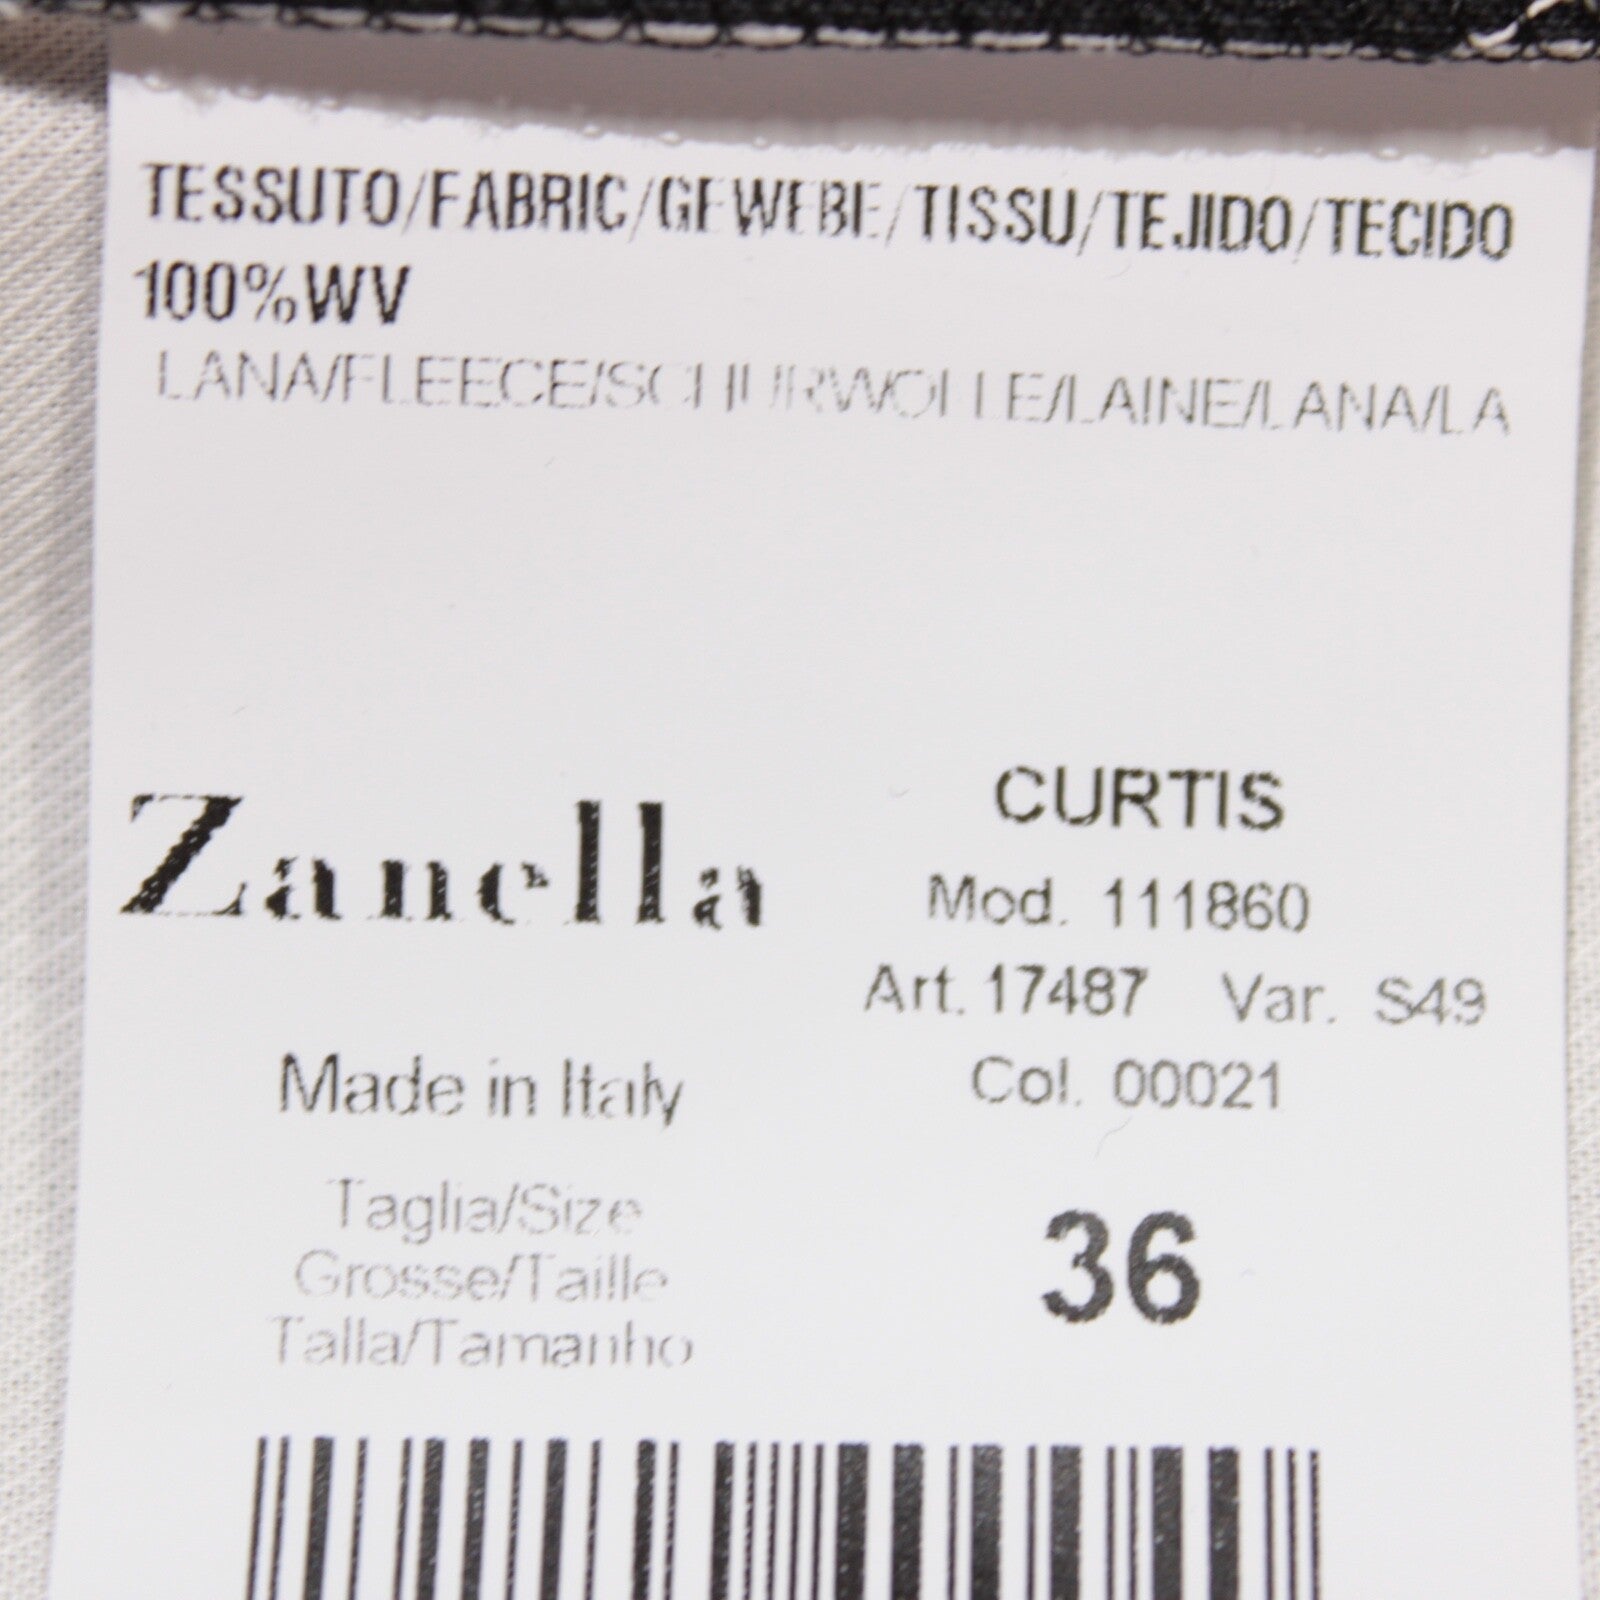 TESSUTO/FABRIC/GEWEBE/TISSU/TEJIDO/TECIDO
100%WV
LANA/FLEECE/SCHURWOLLE/LAINE/LANA/LA
Zanella
CURTIS
Mod. 111860
Art. 17487 Var. S49
Made in Italy
Col. 00021
Taglia/Size
Grosse/Taille
Talla/Tamanho
36